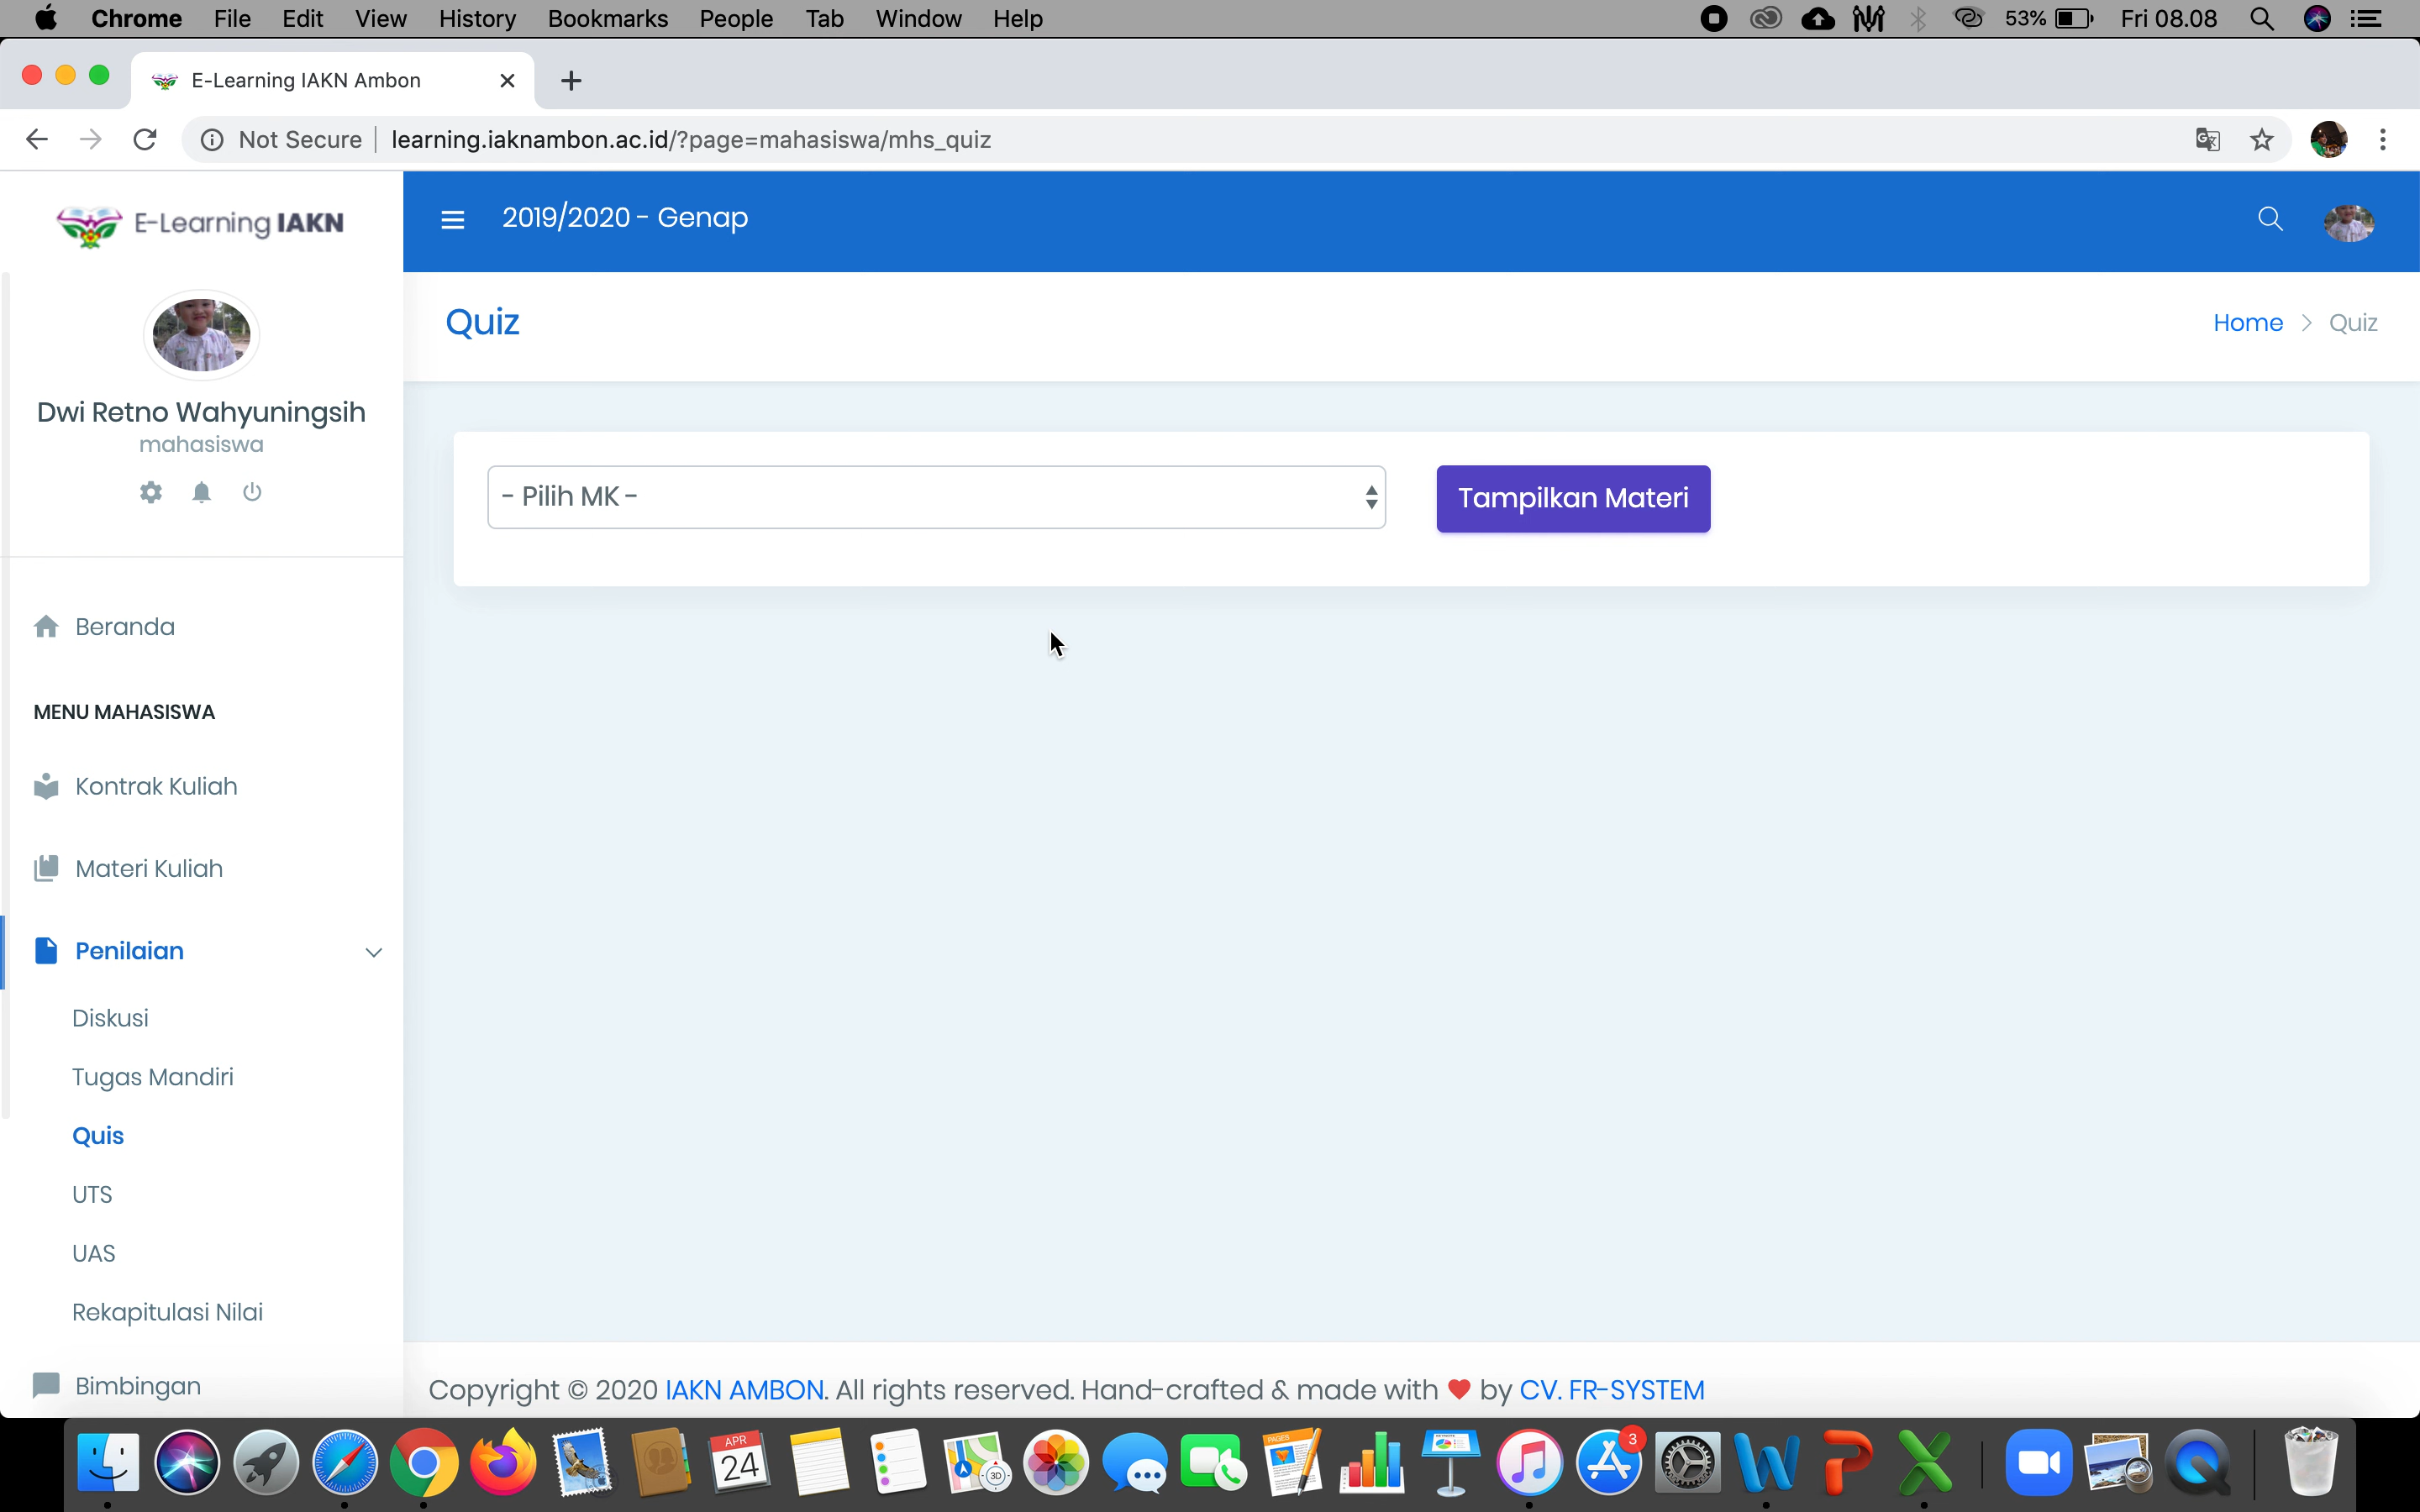 Chrome File Edit View History Bookmarks People Tab Window Help 53% Fri 08.08
E-Learning IAKN Ambon
Not Secure learning.iaknambon.ac.id/?page=mahasiswa/mhs_quiz
E-Learning IAKN
2019/2020 - Genap
Quiz
Home > Quiz
Dwi Retno Wahyuningsih
mahasiswa
- Pilih MK -
Tampilkan Materi
Beranda
MENU MAHASISWA
Kontrak Kuliah
Materi Kuliah
Penilaian
Diskusi
Tugas Mandiri
Quis
UTS
UAS
Rekapitulasi Nilai
Bimbingan
Copyright © 2020 IAKN AMBON. All rights reserved. Hand-crafted & made with ❤ by CV. FR-SYSTEM
APR
24
3D
PAGES
3